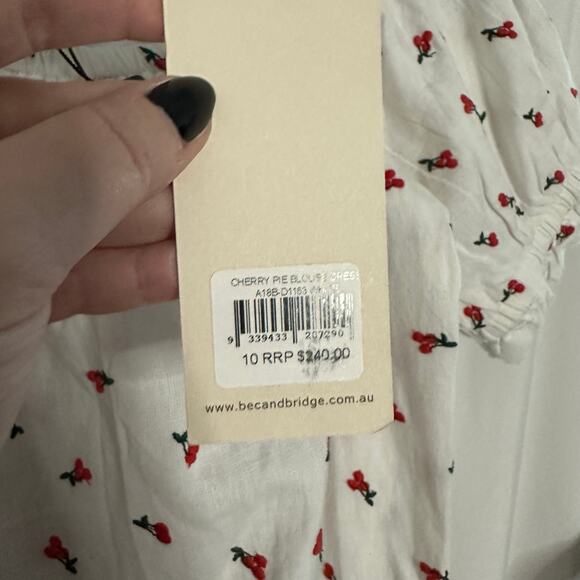 CHERRY PIE BLOUSE DRES
A18B-D1163
9 339433 207290
10 RRP $240.00
www.becandbridge.com.au